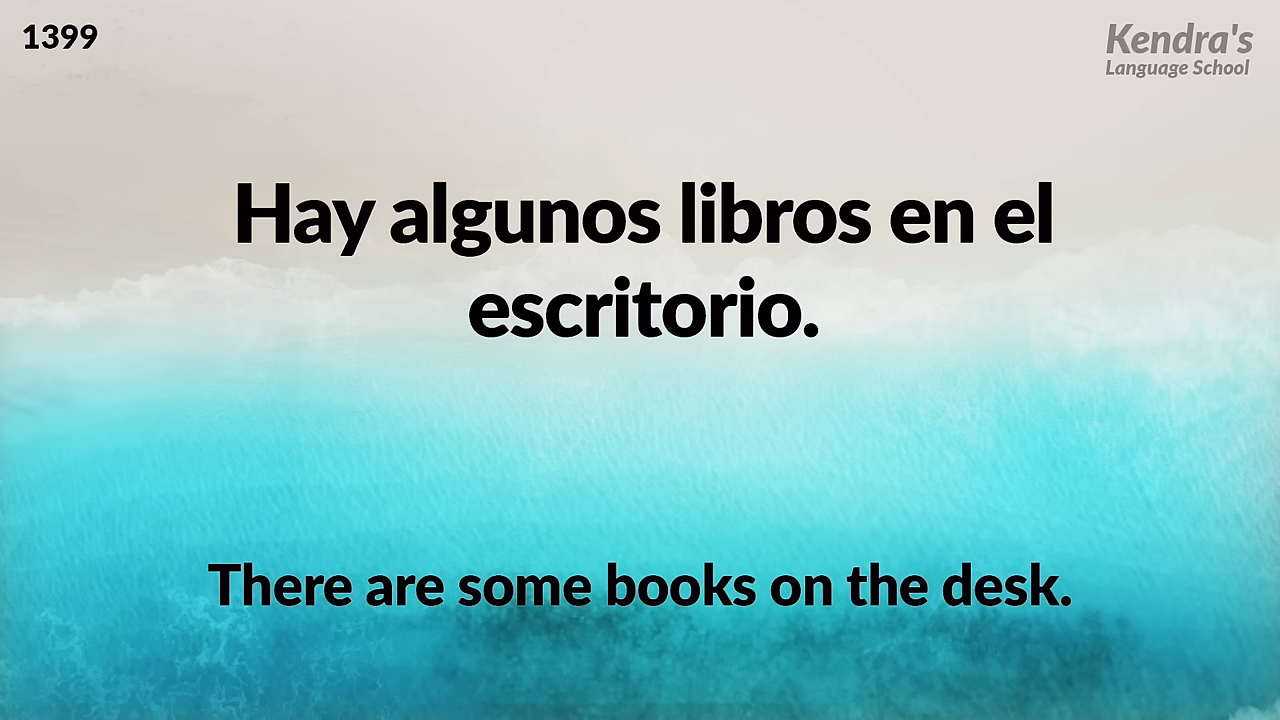 1399
Kendra's
Language School
Hay algunos libros en el
escritorio.
There are some books on the desk.